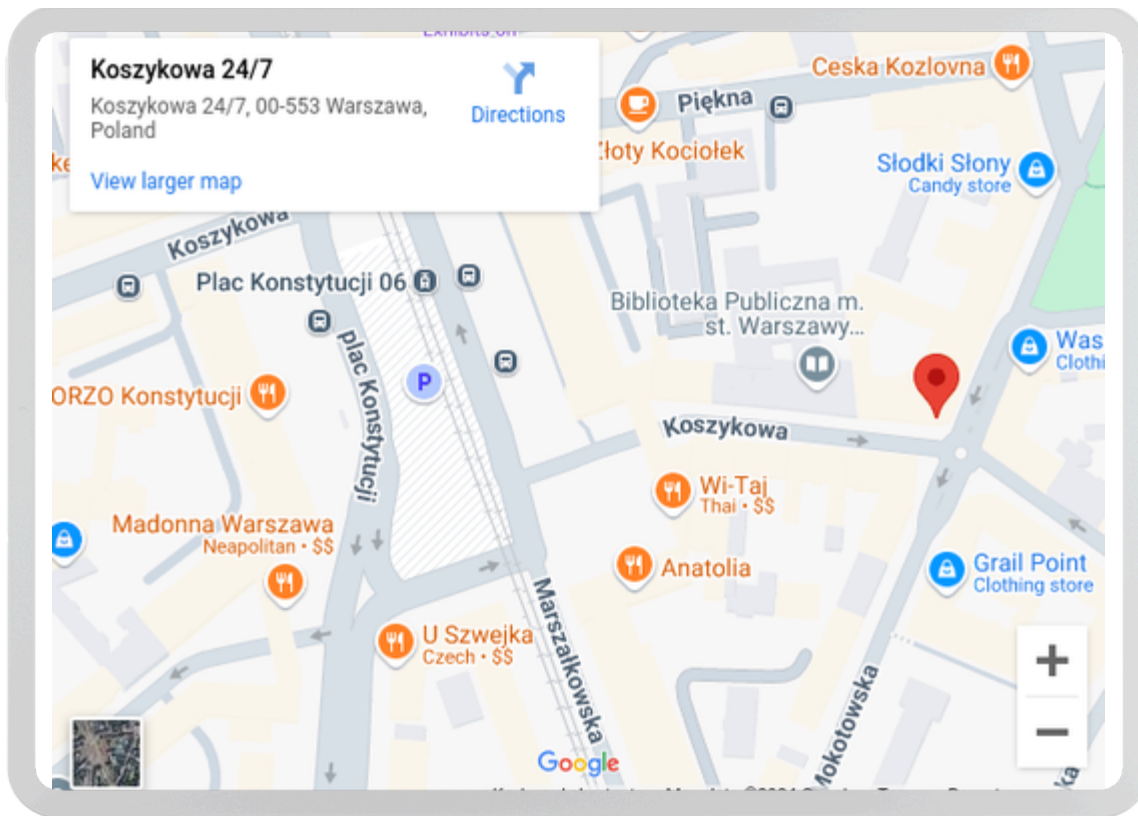 Koszykowa 24/7
Koszykowa 24/7, 00-553 Warszawa,
Poland
Directions
View larger map
Ceska Kozlovna
Piękna
Złoty Kociołek
Słodki Słony
Candy store
Koszykowa
Plac Konstytucji 06
Biblioteka Publiczna m.
st. Warszawy...
Was
Clothi
plac Konstytucji
P
ORZO Konstytucji
Koszykowa
Wi-Taj
Thai • $$
Madonna Warszawa
Neapolitan • $$
Anatolia
Grail Point
Clothing store
U Szwejka
Czech • $$
Marszałkowska
Mokotowska
+
−
Google